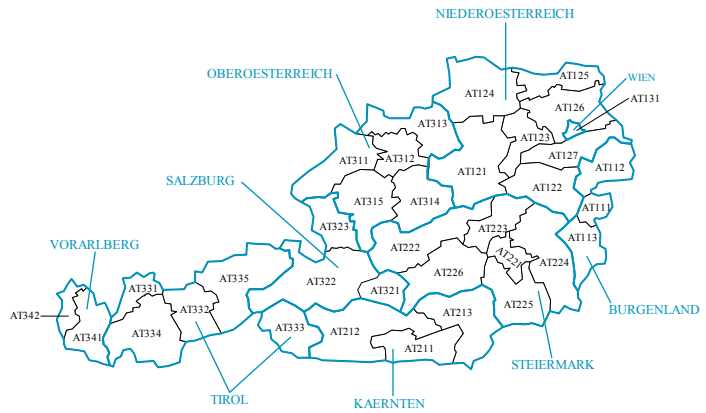 NIEDEROESTERREICH
OBEROESTERREICH
AT125
WIEN
AT124
AT131
AT126
AT313
AT123
AT311
AT312
AT127
AT112
AT121
SALZBURG
AT122
AT315
AT314
AT111
AT323
AT223
AT113
VORARLBERG
AT222
AT221
AT224
AT226
AT335
AT322
AT331
AT321
BURGENLAND
AT342
AT332
AT225
AT213
AT333
AT212
AT341
AT334
AT211
STEIERMARK
TIROL
KAERNTEN